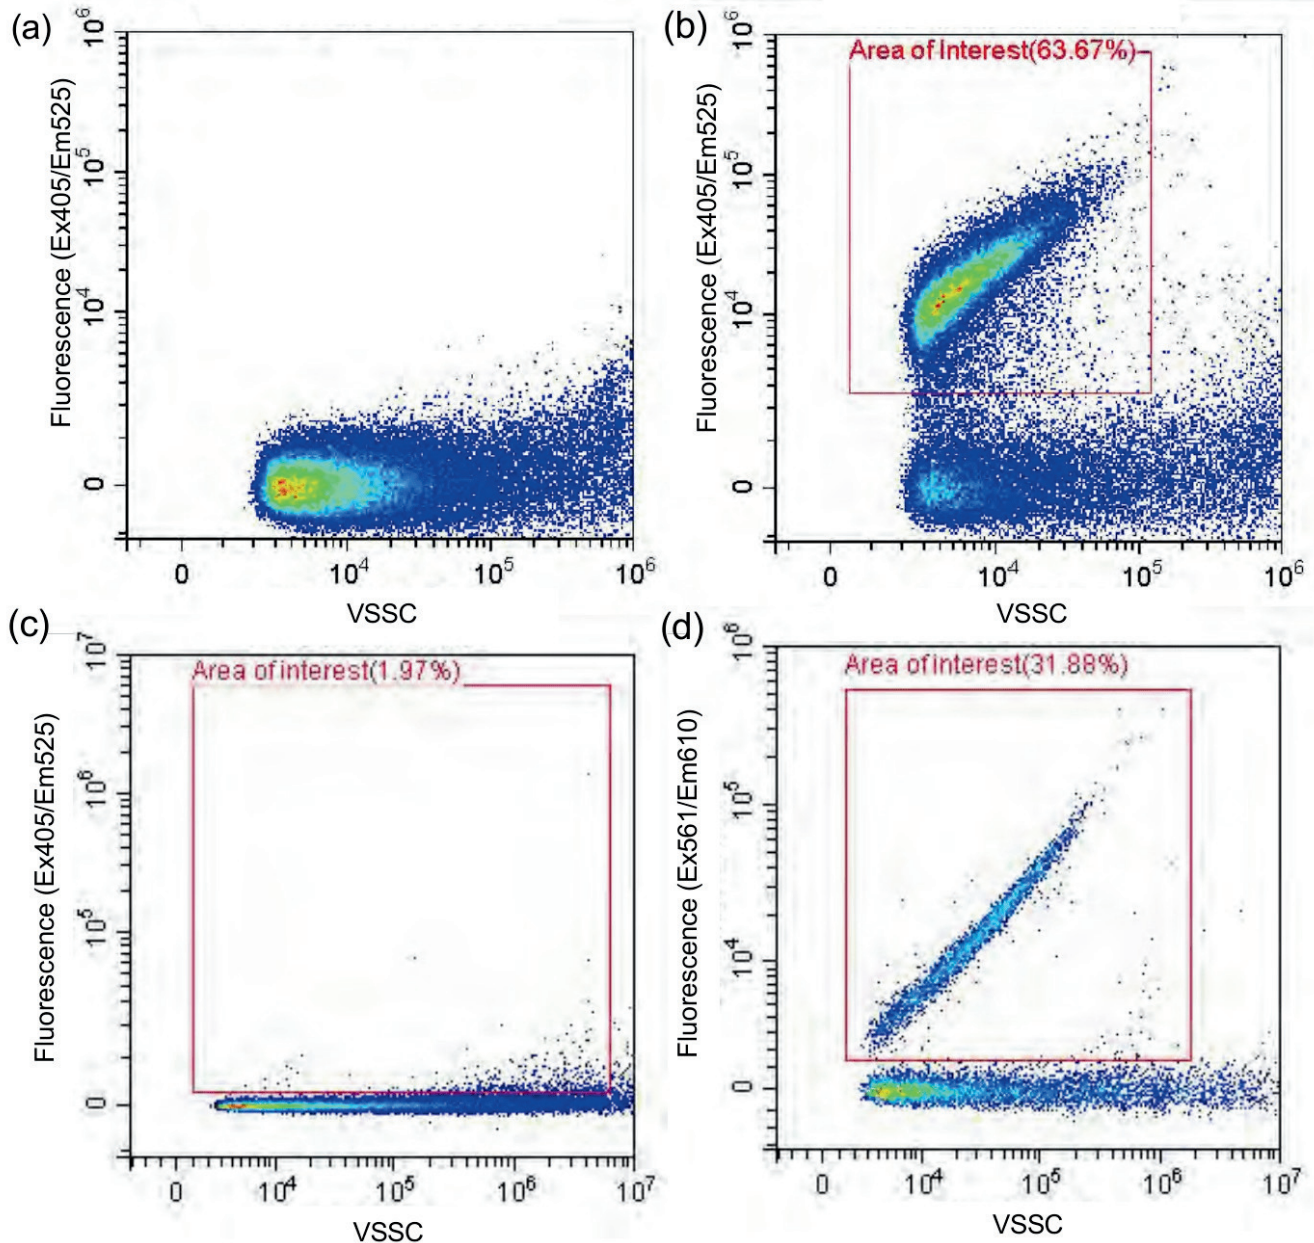 (a)
Fluorescence (Ex405/Em525)
10^6
10^5
10^4
0
0 10^4 10^5 10^6
VSSC
(b)
Area of Interest(63.67%)
Fluorescence (Ex405/Em525)
10^6
10^5
10^4
0
0 10^4 10^5 10^6
VSSC
(c)
Area of interest(1.97%)
Fluorescence (Ex405/Em525)
10^7
10^6
10^5
0
0 10^4 10^5 10^6 10^7
VSSC
(d)
Area of interest(31.88%)
Fluorescence (Ex561/Em610)
10^6
10^5
10^4
0
0 10^4 10^5 10^6 10^7
VSSC